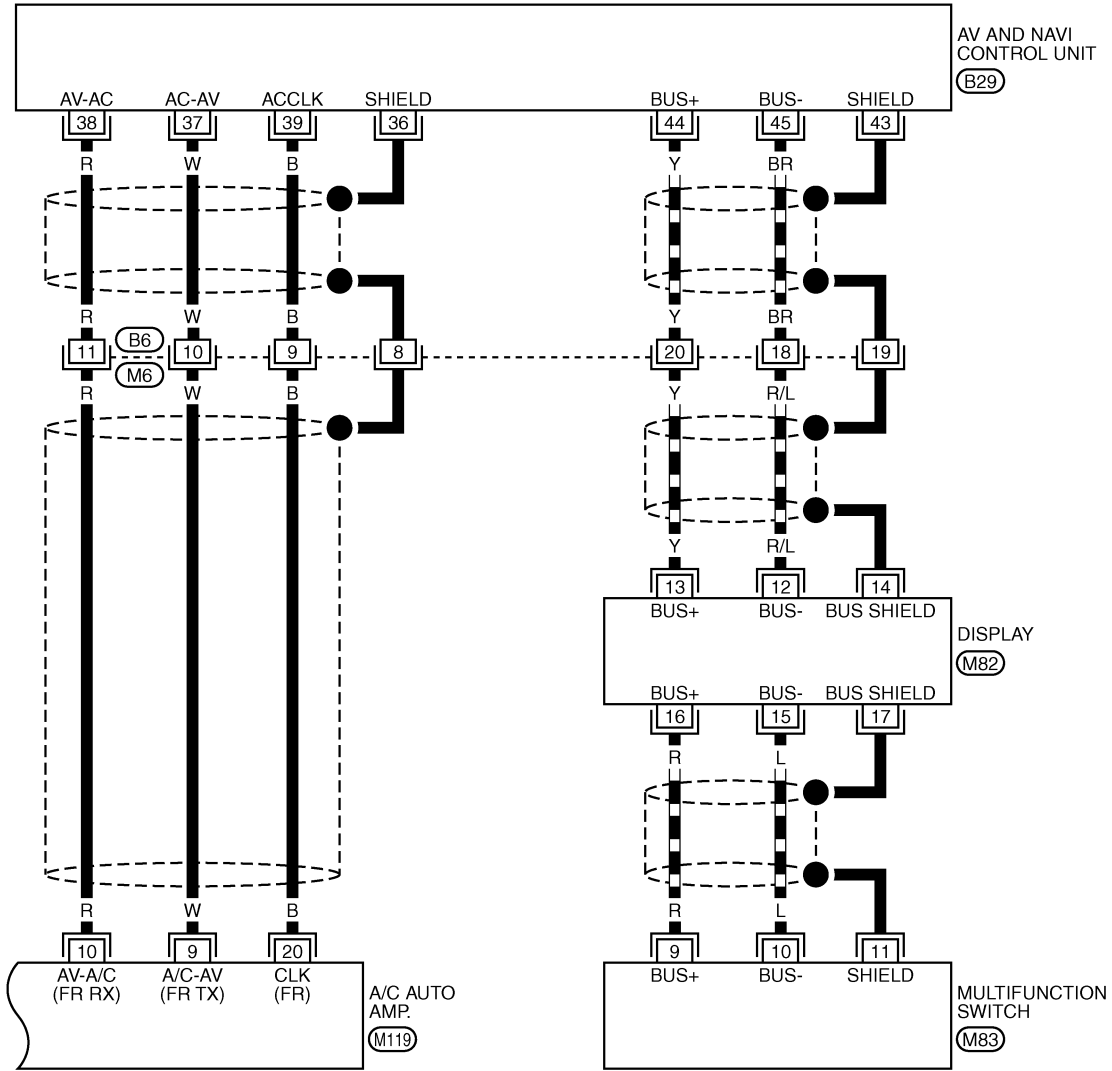 AV AND NAVI
CONTROL UNIT
B29
AV-AC AC-AV ACCLK SHIELD BUS+ BUS- SHIELD
38 37 39 36 44 45 43
R W B Y BR
R W B Y BR
B6
11 10 9 8 20 18 19
M6
R W B Y R/L
Y R/L
13 12 14
BUS+ BUS- BUS SHIELD
DISPLAY
M82
BUS+ BUS- BUS SHIELD
16 15 17
R L
R W B R L
10 9 20 9 10 11
AV-A/C A/C-AV CLK BUS+ BUS- SHIELD
(FR RX) (FR TX) (FR)
A/C AUTO
AMP.
M119
MULTIFUNCTION
SWITCH
M83